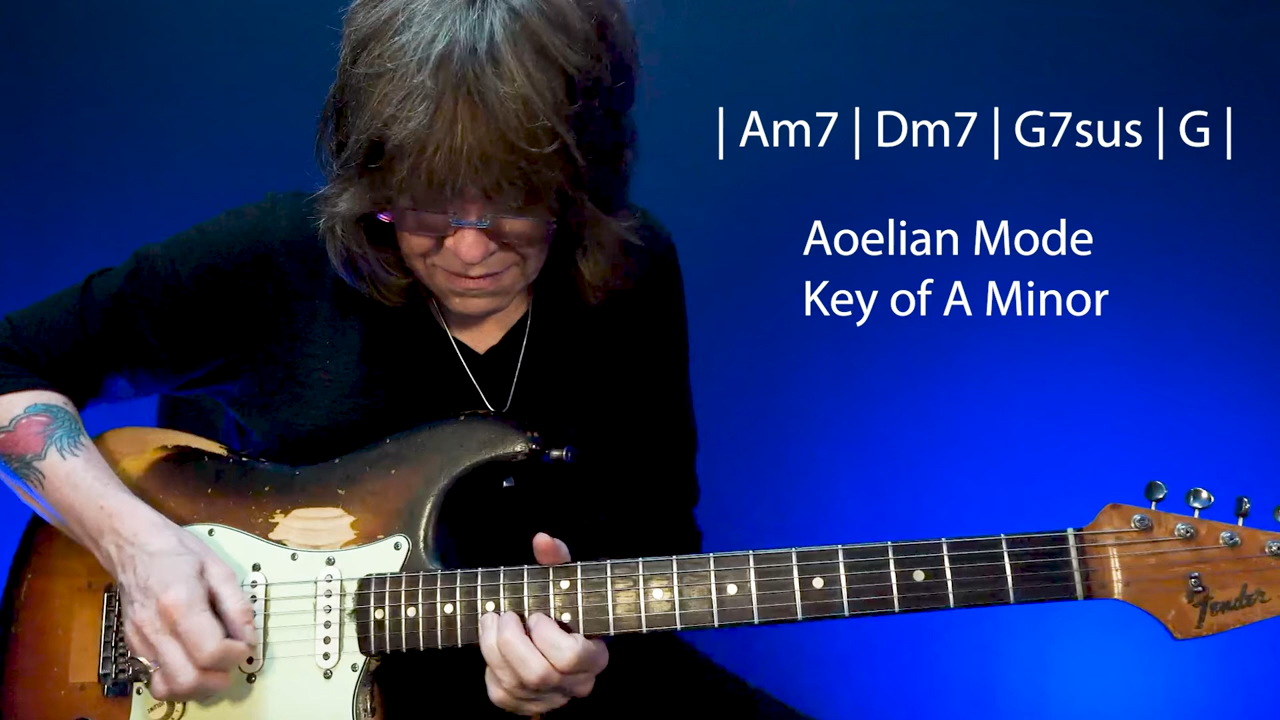 | Am7 | Dm7 | G7sus | G |
Aoelian Mode
Key of A Minor
Fender